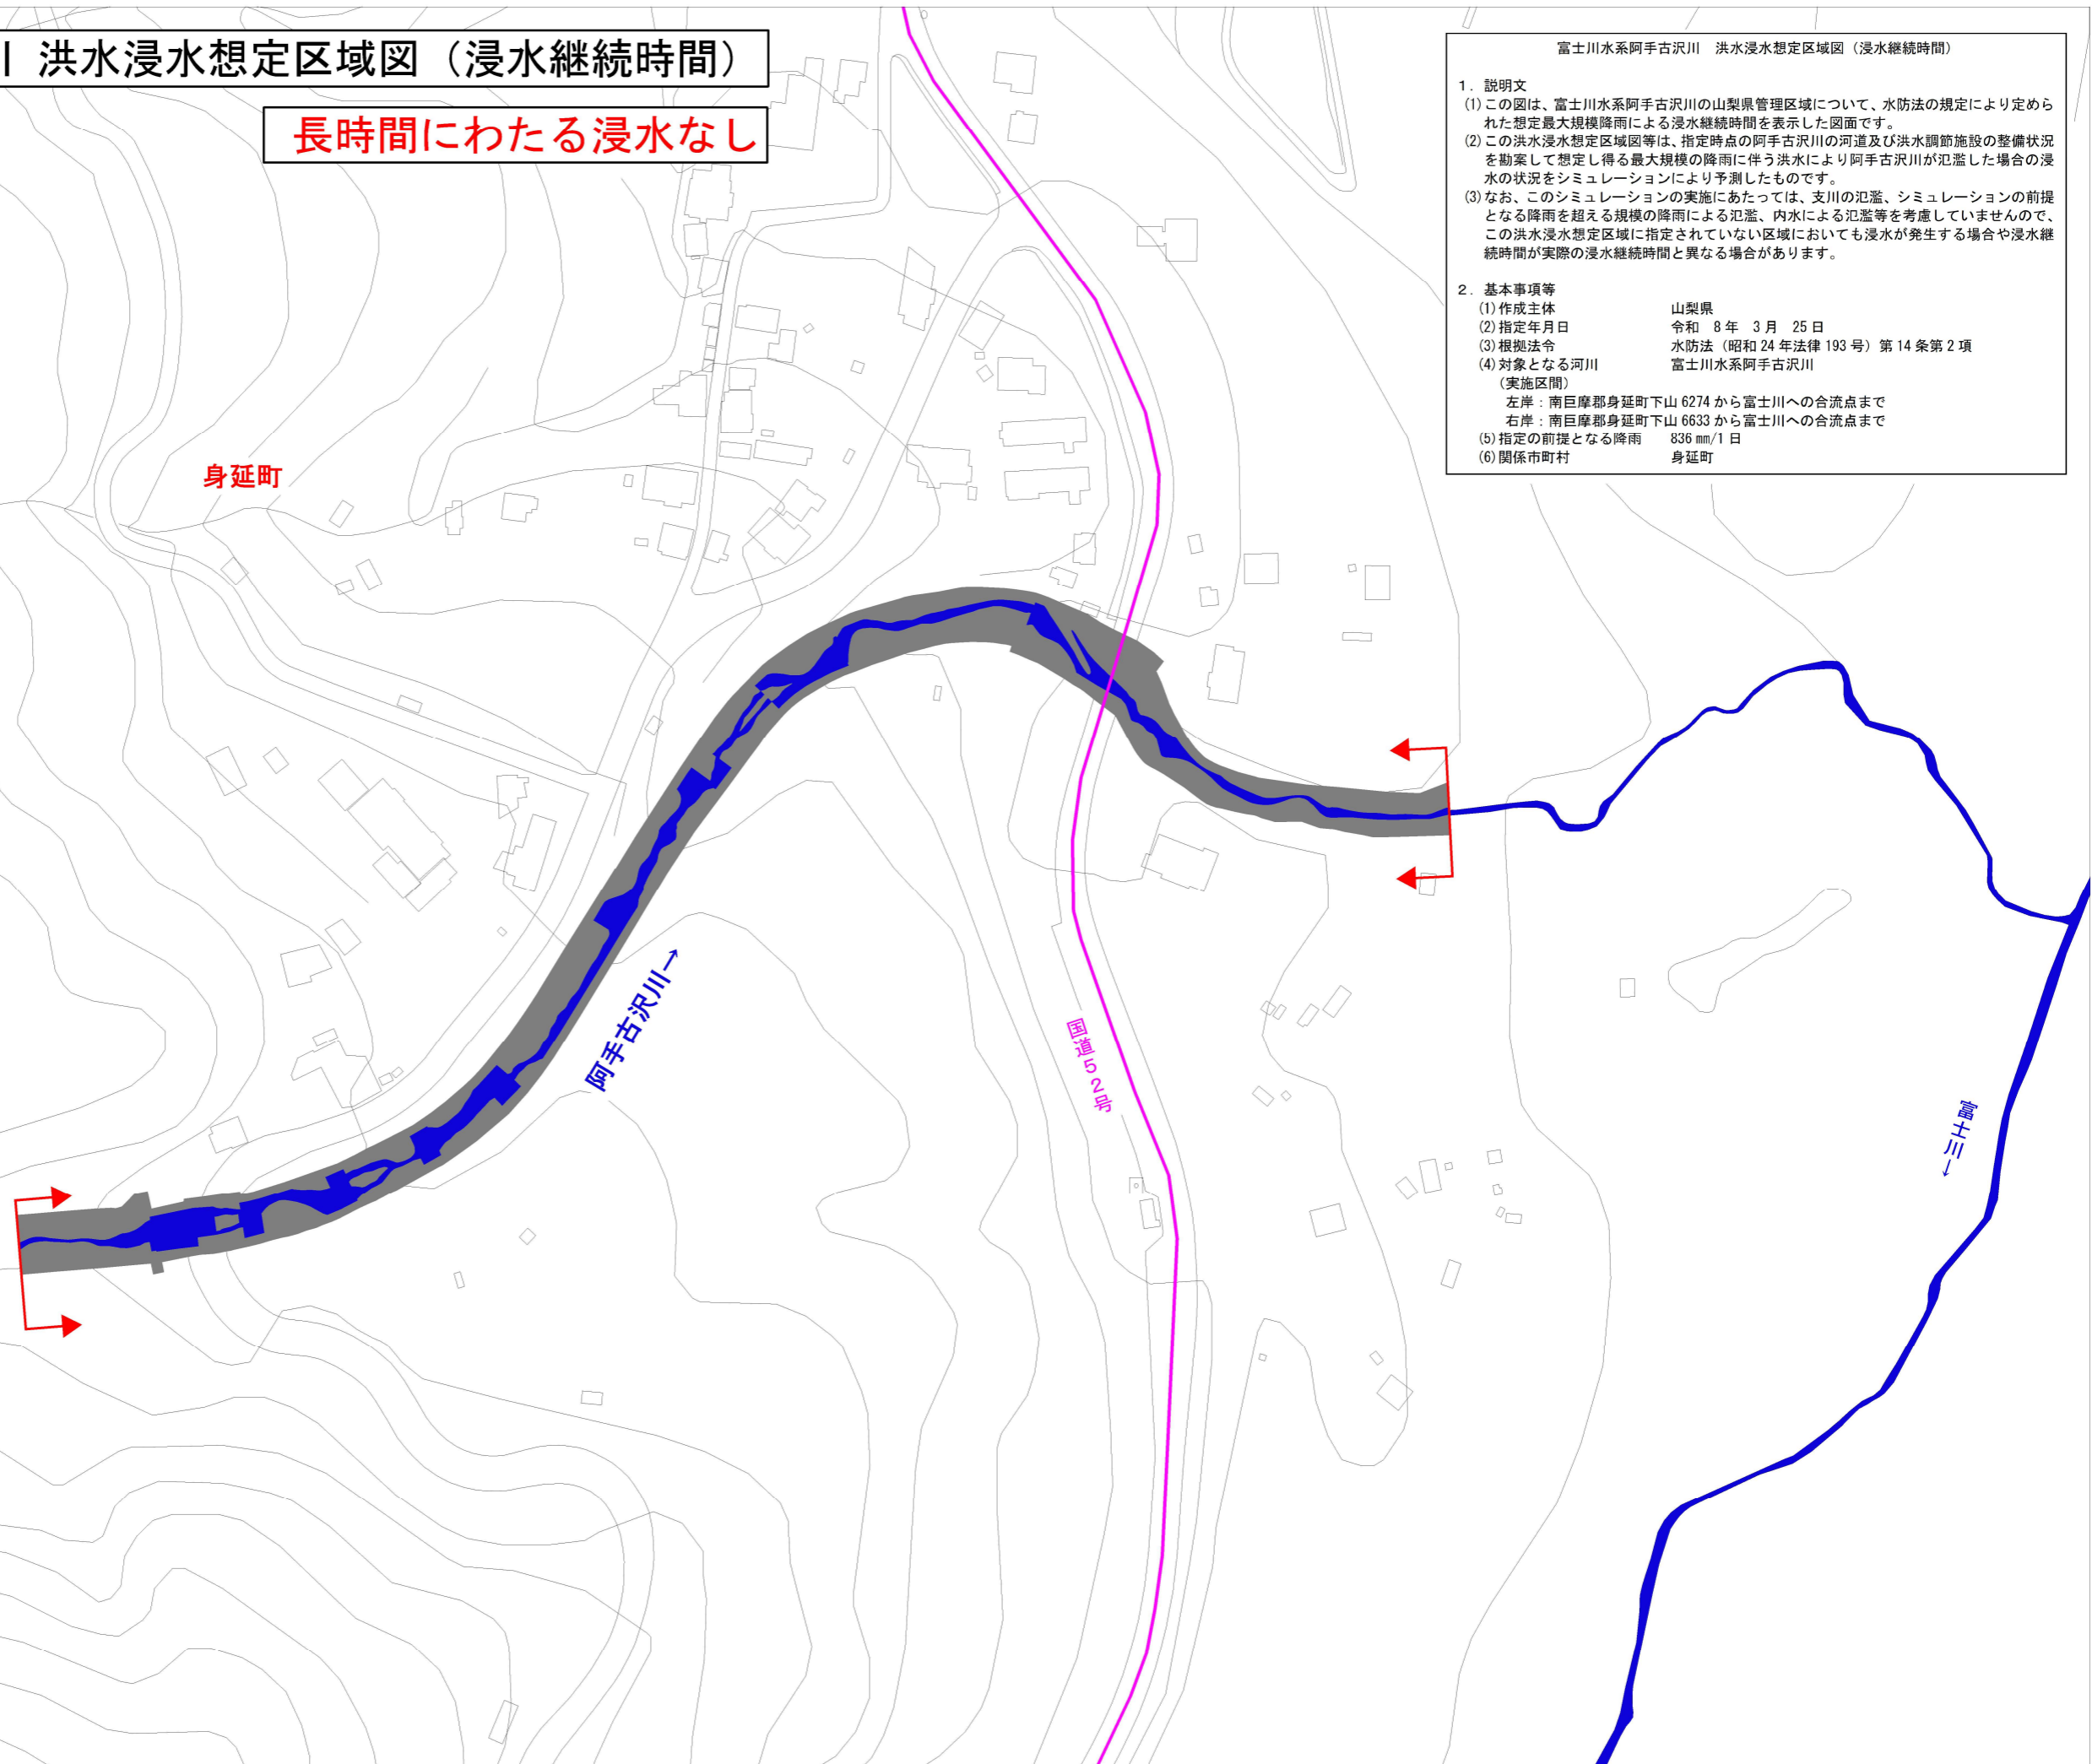 川 洪水浸水想定区域図（浸水継続時間）
長時間にわたる浸水なし
富士川水系阿手古沢川　洪水浸水想定区域図（浸水継続時間）
1．説明文
(1)この図は、富士川水系阿手古沢川の山梨県管理区域について、水防法の規定により定めら
れた想定最大規模降雨による浸水継続時間を表示した図面です。
(2)この洪水浸水想定区域図等は、指定時点の阿手古沢川の河道及び洪水調節施設の整備状況
を勘案して想定し得る最大規模の降雨に伴う洪水により阿手古沢川が氾濫した場合の浸
水の状況をシミュレーションにより予測したものです。
(3)なお、このシミュレーションの実施にあたっては、支川の氾濫、シミュレーションの前提
となる降雨を超える規模の降雨による氾濫、内水による氾濫等を考慮していませんので、
この洪水浸水想定区域に指定されていない区域においても浸水が発生する場合や浸水継
続時間が実際の浸水継続時間と異なる場合があります。
2．基本事項等
(1)作成主体　山梨県
(2)指定年月日　令和　8年　3月　25日
(3)根拠法令　水防法（昭和24年法律193号）第14条第2項
(4)対象となる河川　富士川水系阿手古沢川
（実施区間）
左岸：南巨摩郡身延町下山6274から富士川への合流点まで
右岸：南巨摩郡身延町下山6633から富士川への合流点まで
(5)指定の前提となる降雨　836㎜/1日
(6)関係市町村　身延町
身延町
阿手古沢川→
国道52号
富士川→